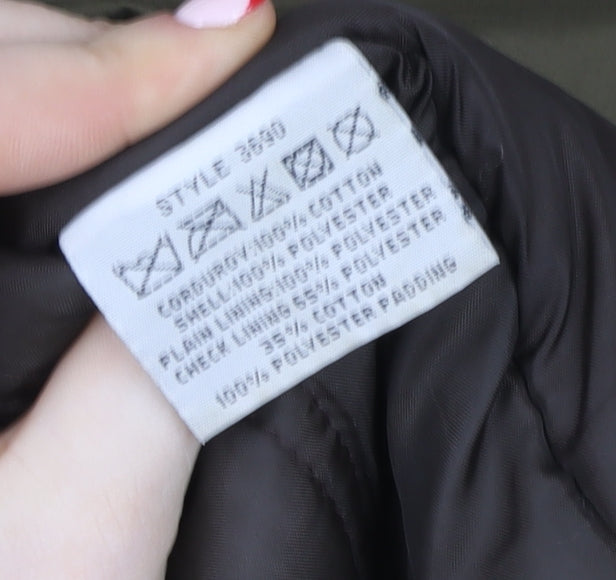 STYLE 3690
CORDUROY:100% COTTON
SHELL:100% POLYESTER
PLAIN LINING:100% POLYESTER
CHECK LINING 65% POLYESTER
35% COTTON
100% POLYESTER PADDING